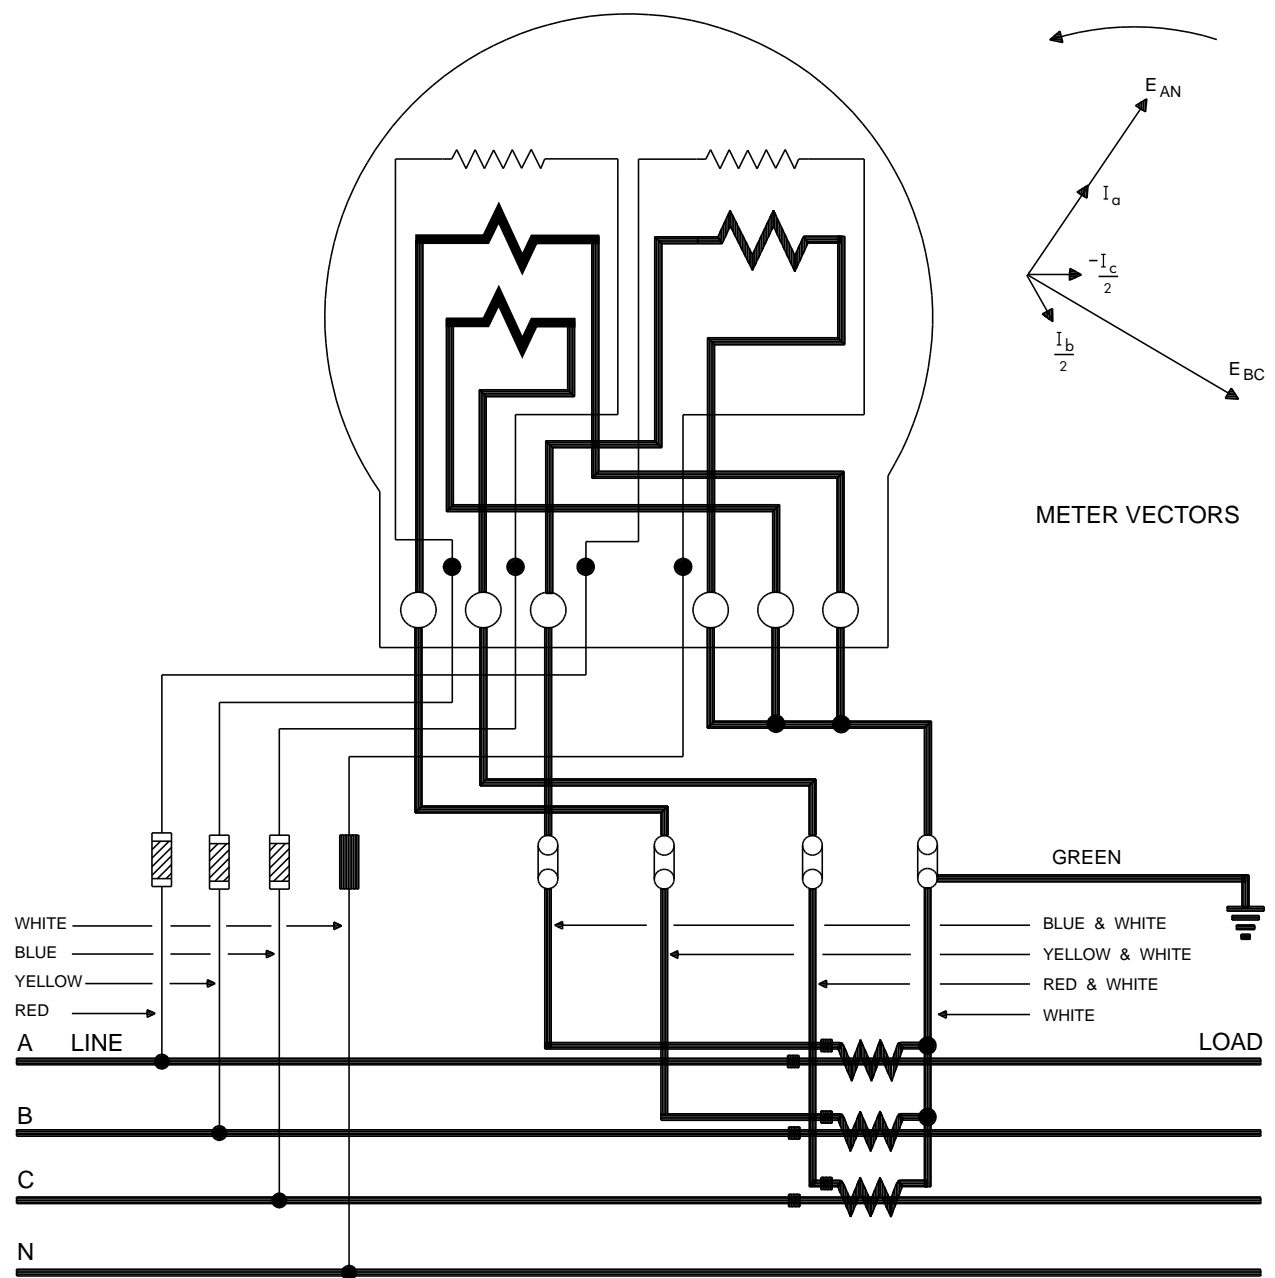 E AN
I a
-I c
2
I b
2
E BC
METER VECTORS
GREEN
WHITE
BLUE
YELLOW
RED
BLUE & WHITE
YELLOW & WHITE
RED & WHITE
WHITE
A LINE LOAD
B
C
N